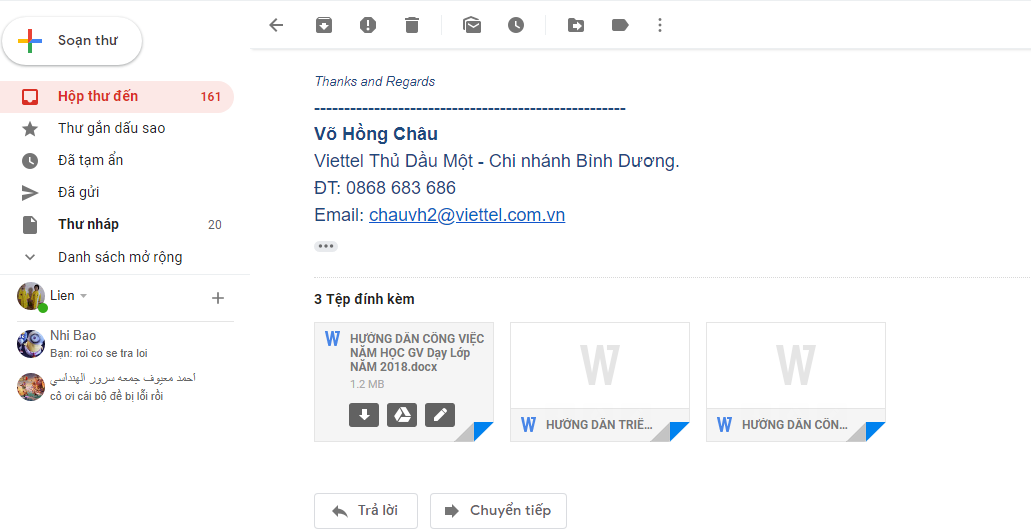 Soạn thư
Hộp thư đến 161
Thư gắn dấu sao
Đã tạm ẩn
Đã gửi
Thư nháp 20
Danh sách mở rộng
Lien
Nhi Bao
Bạn: roi co se tra loi
احمد معيوف جمعه سرور الهنداسي
cô ơi cái bộ đề bị lỗi rồi
Thanks and Regards
----------------------------------------------------
Võ Hồng Châu
Viettel Thủ Dầu Một - Chi nhánh Bình Dương.
ĐT: 0868 683 686
Email: chauvh2@viettel.com.vn
3 Tệp đính kèm
W HƯỚNG DẪN CÔNG VIỆC
NĂM HỌC GV Dạy Lớp
NĂM 2018.docx
1.2 MB
W
W HƯỚNG DẪN TRIỂ...
W
W HƯỚNG DẪN CÔN...
Trả lời
Chuyển tiếp